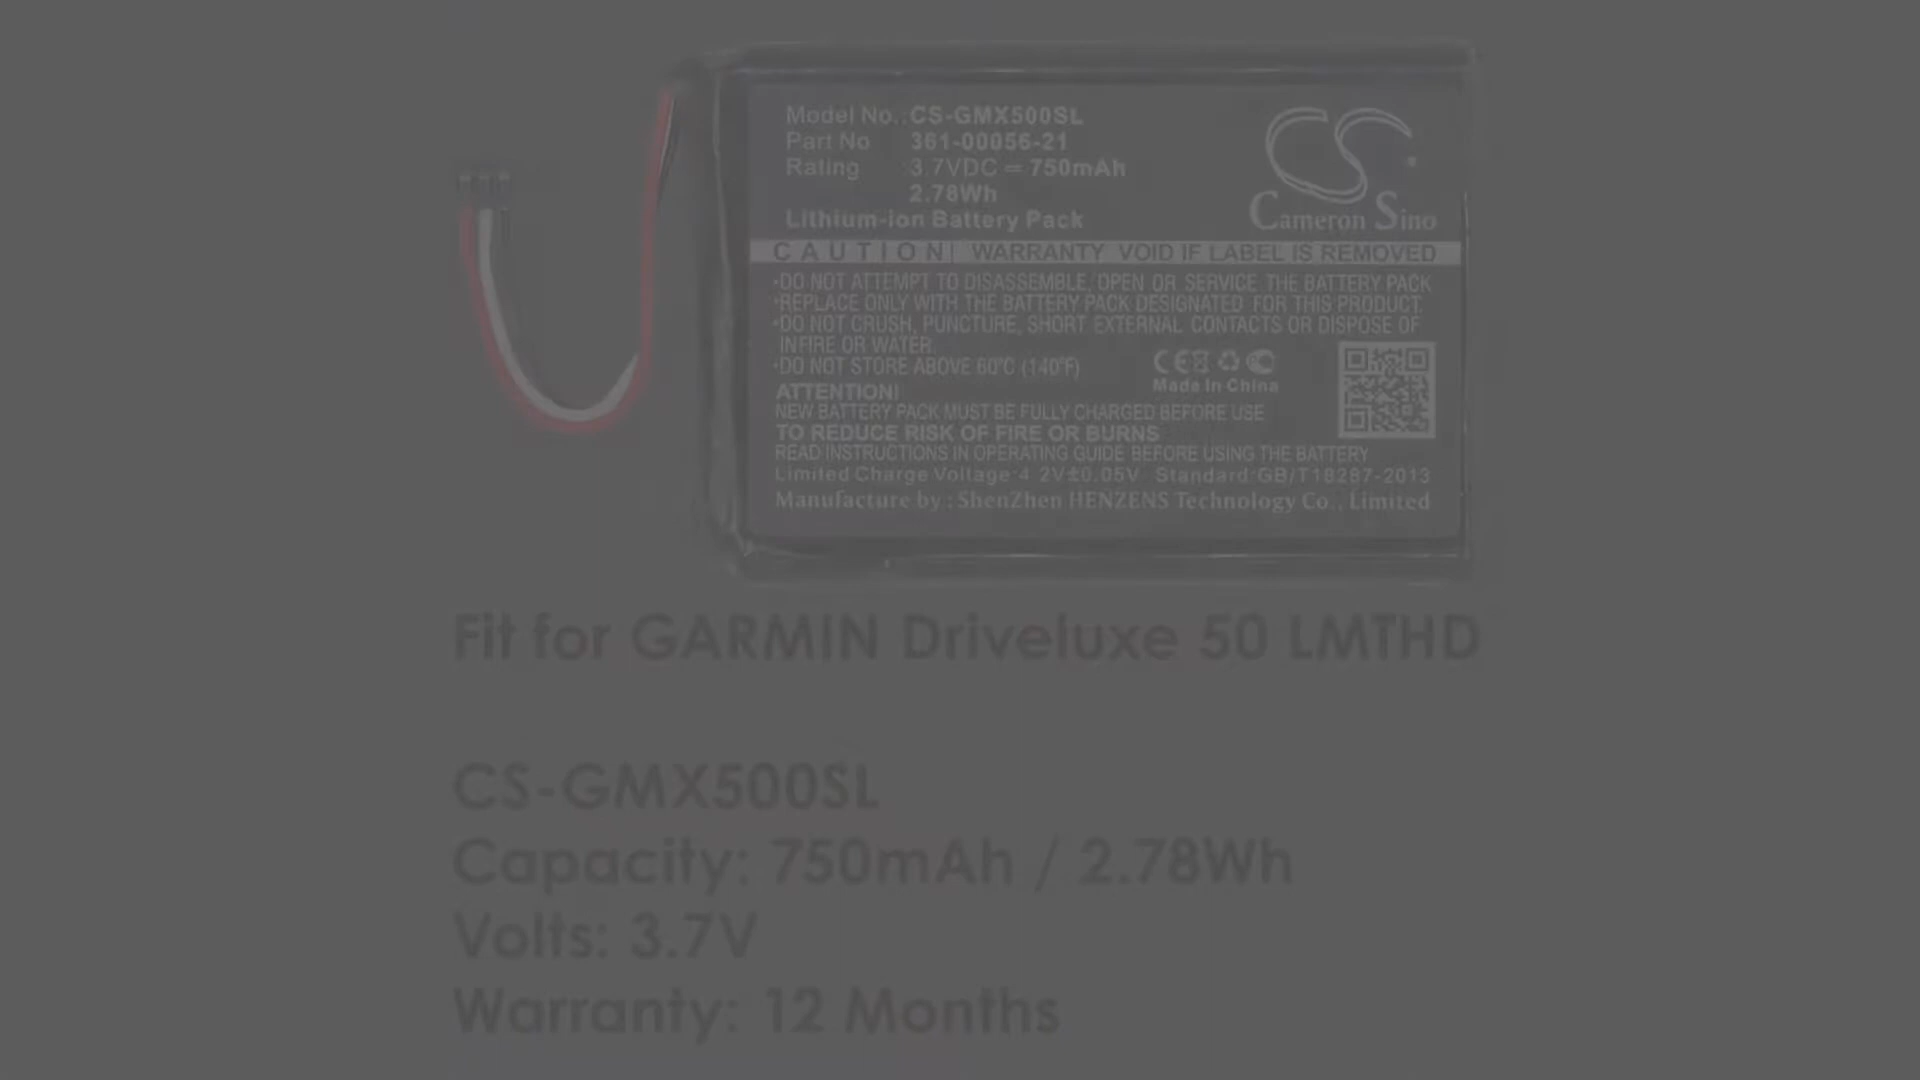 Model No.:CS-GMX500SL
Part No 361-00056-21
Rating 3.7VDC = 750mAh
2.78Wh
Lithium-ion Battery Pack
CS
Cameron Sino
CAUTION! WARRANTY VOID IF LABEL IS REMOVED
·DO NOT ATTEMPT TO DISASSEMBLE, OPEN OR SERVICE THE BATTERY PACK
·REPLACE ONLY WITH THE BATTERY PACK DESIGNATED FOR THIS PRODUCT.
·DO NOT CRUSH, PUNCTURE, SHORT EXTERNAL CONTACTS OR DISPOSE OF
INFIRE OR WATER.
·DO NOT STORE ABOVE 60°C (140°F)
CE
Made In China
ATTENTION!
NEW BATTERY PACK MUST BE FULLY CHARGED BEFORE USE
TO REDUCE RISK OF FIRE OR BURNS
READ INSTRUCTIONS IN OPERATING GUIDE BEFORE USING THE BATTERY
Limited Charge Voltage:4.2V±0.05V Standard:GB/T18287-2013
Manufacture by : ShenZhen HENZENS Technology Co., Limited
Fit for GARMIN Driveluxe 50 LMTHD
CS-GMX500SL
Capacity: 750mAh / 2.78Wh
Volts: 3.7V
Warranty: 12 Months